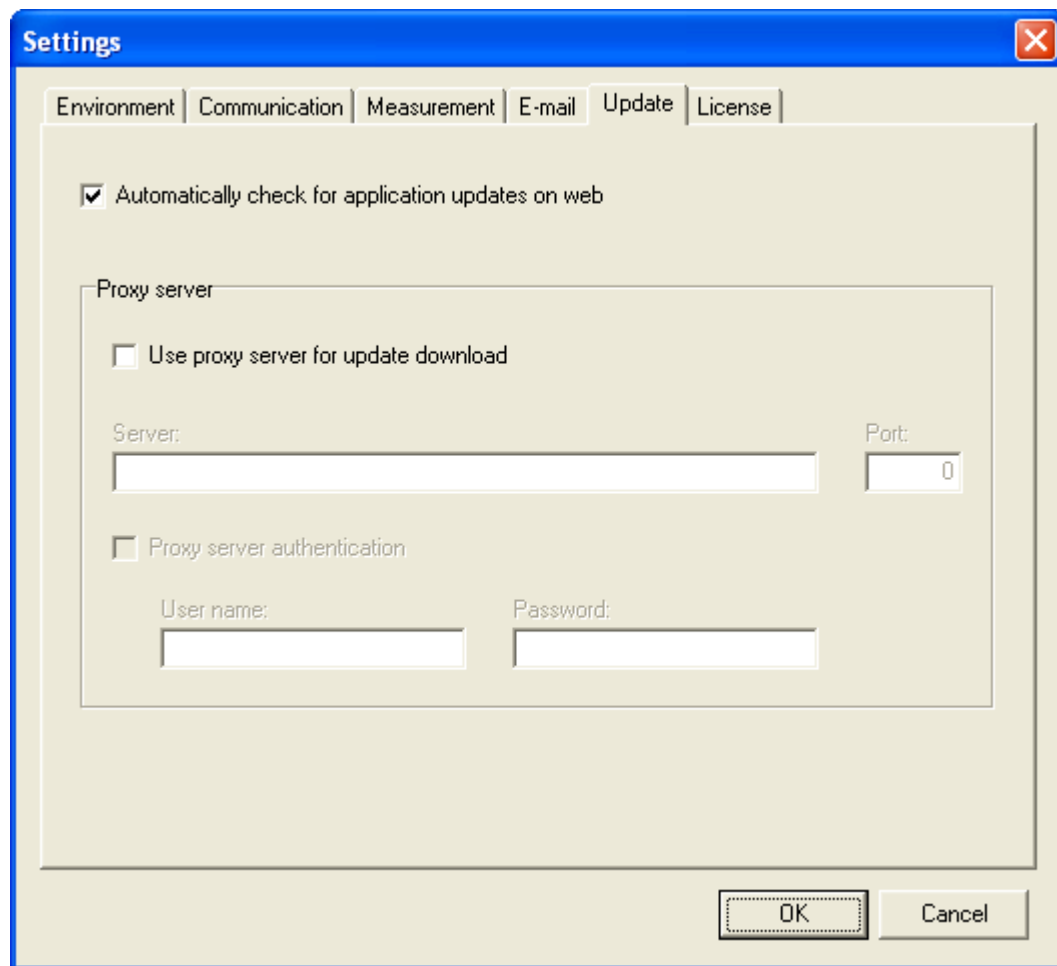 Settings
Environment Communication Measurement E-mail Update License
Automatically check for application updates on web
Proxy server
Use proxy server for update download
Server: Port:
0
Proxy server authentication
User name: Password:
OK Cancel